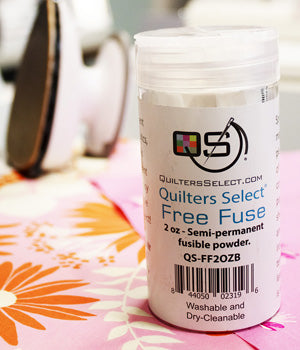 QS®
QUILTERSSELECT.COM
Quilters Select™
Free Fuse
2 oz - Semi-permanent
fusible powder.
QS-FF2OZB
8 44050 02319 6
Washable and
Dry-Cleanable